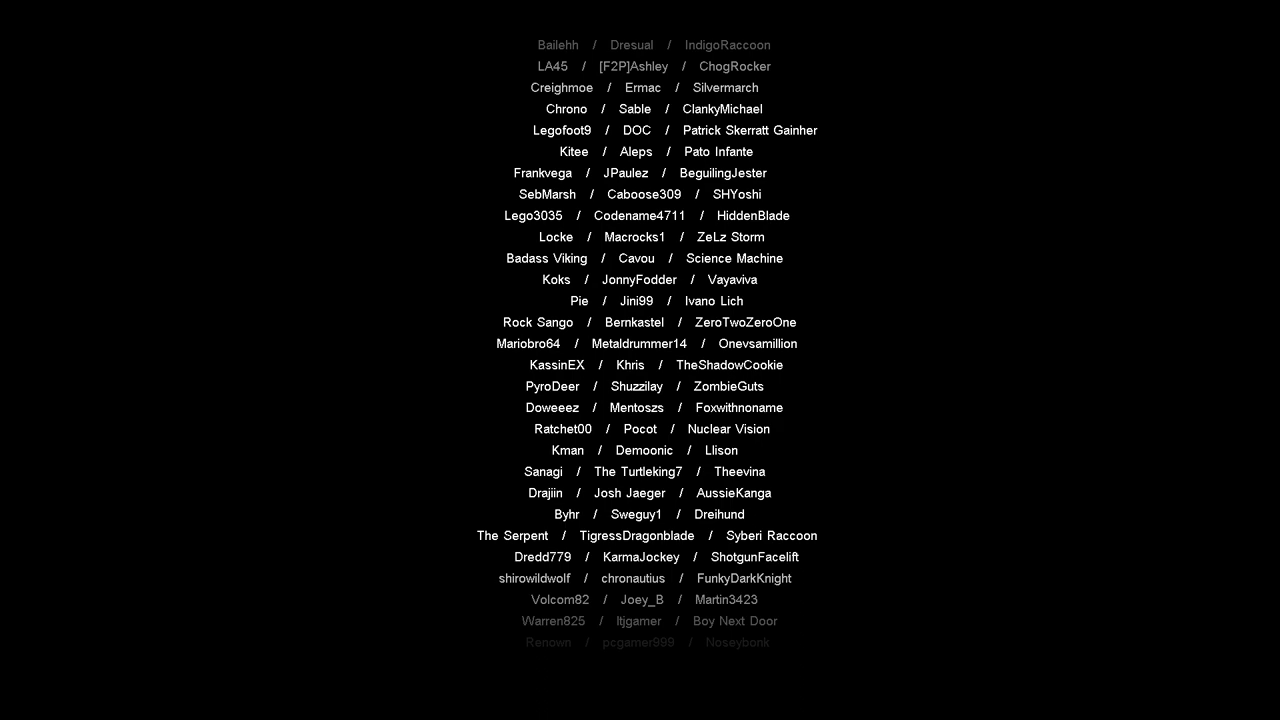 Bailehh / Dresual / IndigoRaccoon
LA45 / [F2P]Ashley / ChogRocker
Creighmoe / Ermac / Silvermarch
Chrono / Sable / ClankyMichael
Legofoot9 / DOC / Patrick Skerratt Gainher
Kitee / Aleps / Pato Infante
Frankvega / JPaulez / BeguilingJester
SebMarsh / Caboose309 / SHYoshi
Lego3035 / Codename4711 / HiddenBlade
Locke / Macrocks1 / ZeLz Storm
Badass Viking / Cavou / Science Machine
Koks / JonnyFodder / Vayaviva
Pie / Jini99 / Ivano Lich
Rock Sango / Bernkastel / ZeroTwoZeroOne
Mariobro64 / Metaldrummer14 / Onevsamillion
KassinEX / Khris / TheShadowCookie
PyroDeer / Shuzzilay / ZombieGuts
Doweeez / Mentoszs / Foxwithnoname
Ratchet00 / Pocot / Nuclear Vision
Kman / Demoonic / Llison
Sanagi / The Turtleking7 / Theevina
Drajiin / Josh Jaeger / AussieKanga
Byhr / Sweguy1 / Dreihund
The Serpent / TigressDragonblade / Syberi Raccoon
Dredd779 / KarmaJockey / ShotgunFacelift
shirowildwolf / chronautius / FunkyDarkKnight
Volcom82 / Joey_B / Martin3423
Warren825 / ltjgamer / Boy Next Door
Renown / pcgamer999 / Noseybonk